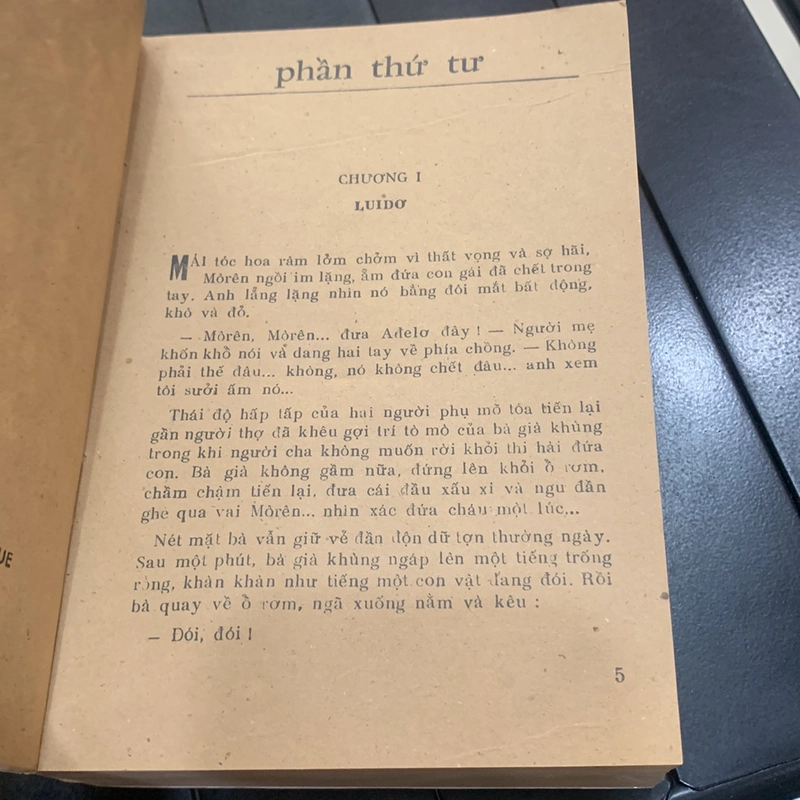 phần thứ tư
CHƯƠNG I
LUIDƠ
MÁI tóc hoa râm lởm chởm vì thất vọng và sợ hãi,
Môrên ngồi im lặng, ẵm đứa con gái đã chết trong
tay. Anh lẳng lặng nhìn nó bằng đôi mắt bất động,
khô và đỏ.
— Môrên, Môrên... đưa Ađelơ đây ! — Người mẹ
khốn khổ nói vả dang hai tay về phía chồng. — Không
phải thế đâu... không, nó không chết đâu... anh xem
tôi sưởi ấm nó...
Thái độ hấp tấp của hai người phụ mổ tỏa tiến lại
gần người thợ đã khêu gợi trí tò mò của bà già khùng
trong khi người cha không muốn rời khỏi thi hài đứa
con. Bà già không gầm nữa, đứng lên khỏi ổ rơm,
chầm chậm tiến lại, đưa cái đầu xấu xi và ngu đần
ghé qua vai Môrên... nhìn xác đứa cháu một lúc...
Nét mặt bà vẫn giữ vẻ đần độn dữ tợn thường ngày.
Sau một phút, bà già khùng ngáp lên một tiếng trống
rỗng, khàn khàn như tiếng một con vật đang đói. Rồi
bà quay về ổ rơm, ngã xuống nằm và kêu :
— Đói, đói !
5
UE